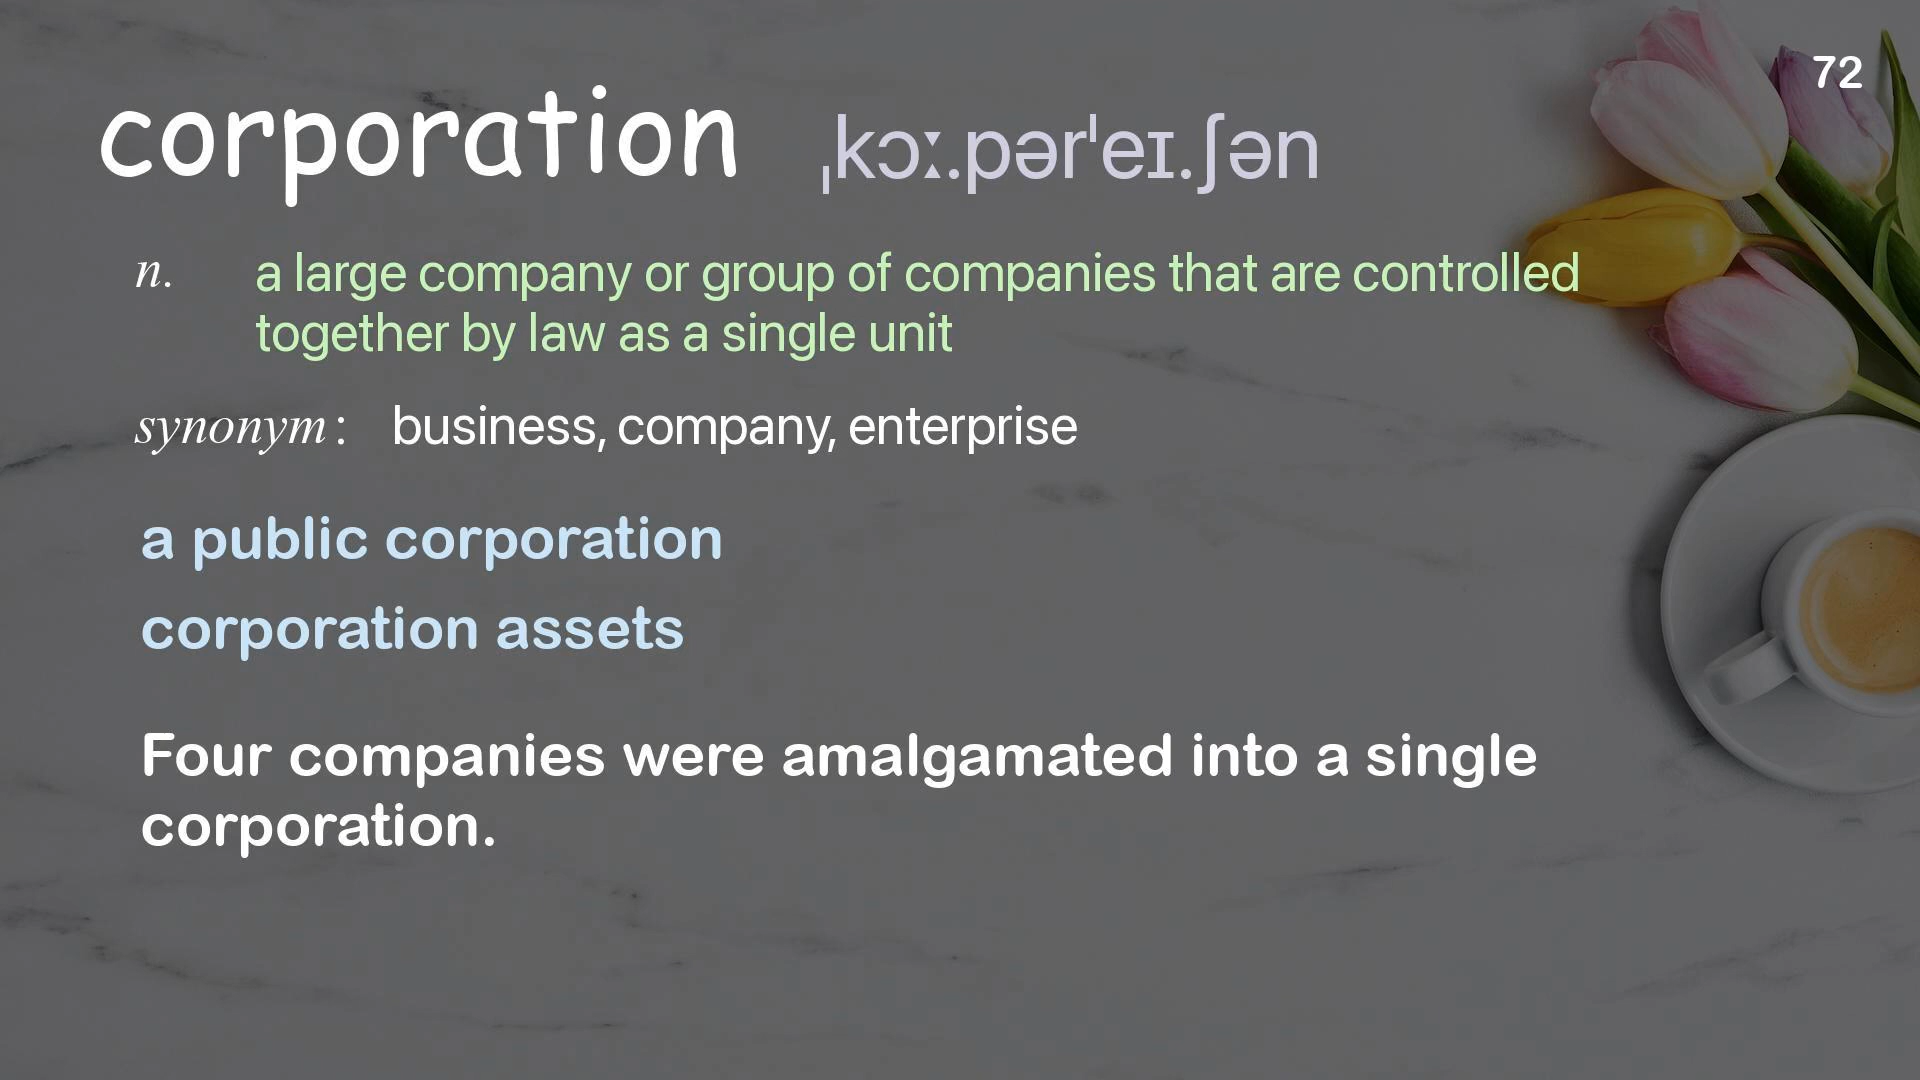 72
corporation ˌkɔː.pərˈeɪ.ʃən
n. a large company or group of companies that are controlled
together by law as a single unit
synonym: business, company, enterprise
a public corporation
corporation assets
Four companies were amalgamated into a single
corporation.